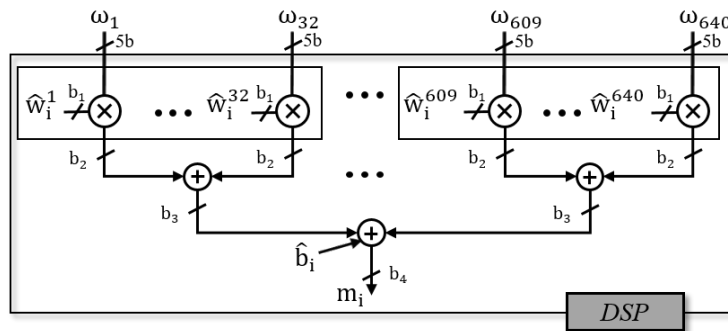 ω₁ ω₃₂ ω₆₀₉ ω₆₄₀
5b 5b 5b 5b
ŵᵢ¹ b₁ ••• ŵᵢ³² b₁ ••• ŵᵢ⁶⁰⁹ b₁ ••• ŵᵢ⁶⁴⁰ b₁
× × × ×
b₂ b₂ ••• b₂ b₂
+ +
b₃ b₃
+
b̂ᵢ
mᵢ b₄
DSP